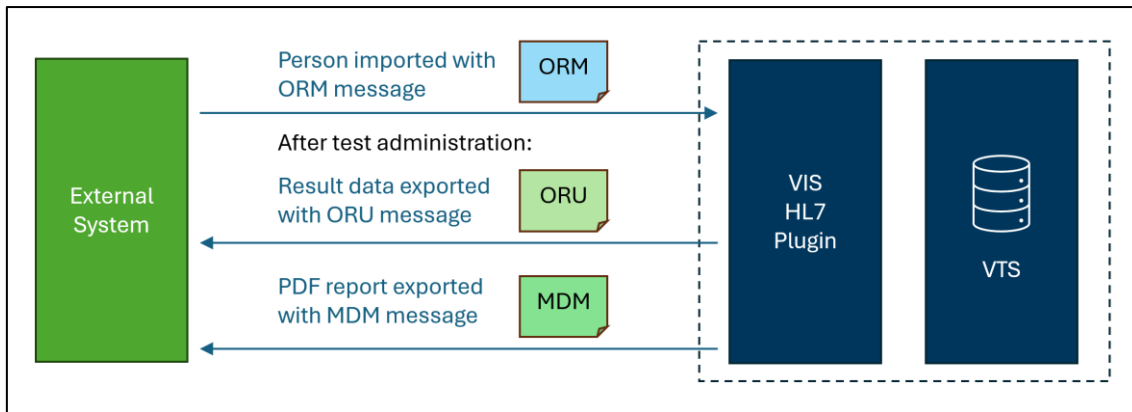 External
System
Person imported with
ORM message
ORM
After test administration:
Result data exported
with ORU message
ORU
PDF report exported
with MDM message
MDM
VIS
HL7
Plugin
VTS